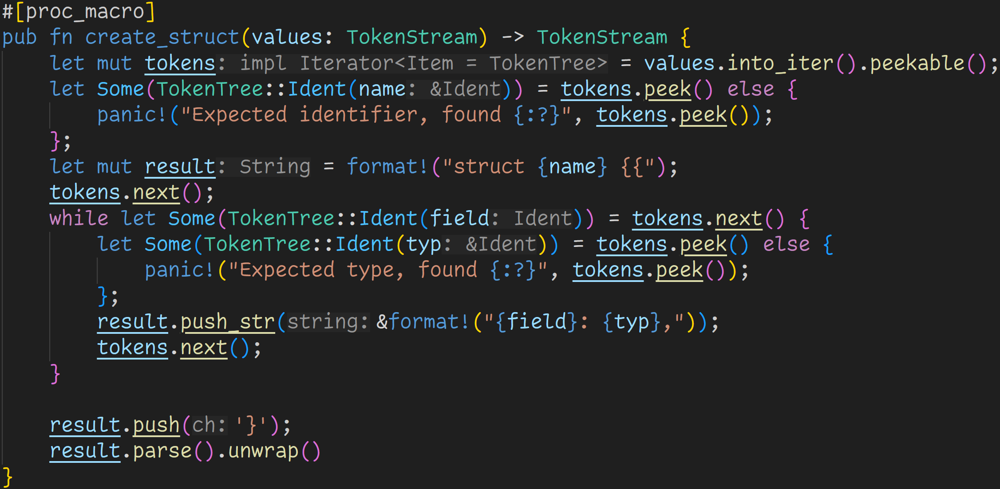 #[proc_macro]
pub fn create_struct(values: TokenStream) -> TokenStream {
    let mut tokens: impl Iterator<Item = TokenTree> = values.into_iter().peekable();
    let Some(TokenTree::Ident(name: &Ident)) = tokens.peek() else {
        panic!("Expected identifier, found {:?}", tokens.peek());
    };
    let mut result: String = format!("struct {name} {{");
    tokens.next();
    while let Some(TokenTree::Ident(field: Ident)) = tokens.next() {
        let Some(TokenTree::Ident(typ: &Ident)) = tokens.peek() else {
            panic!("Expected type, found {:?}", tokens.peek());
        };
        result.push_str(string: &format!("{field}: {typ},"));
        tokens.next();
    }

    result.push(ch: '}');
    result.parse().unwrap()
}